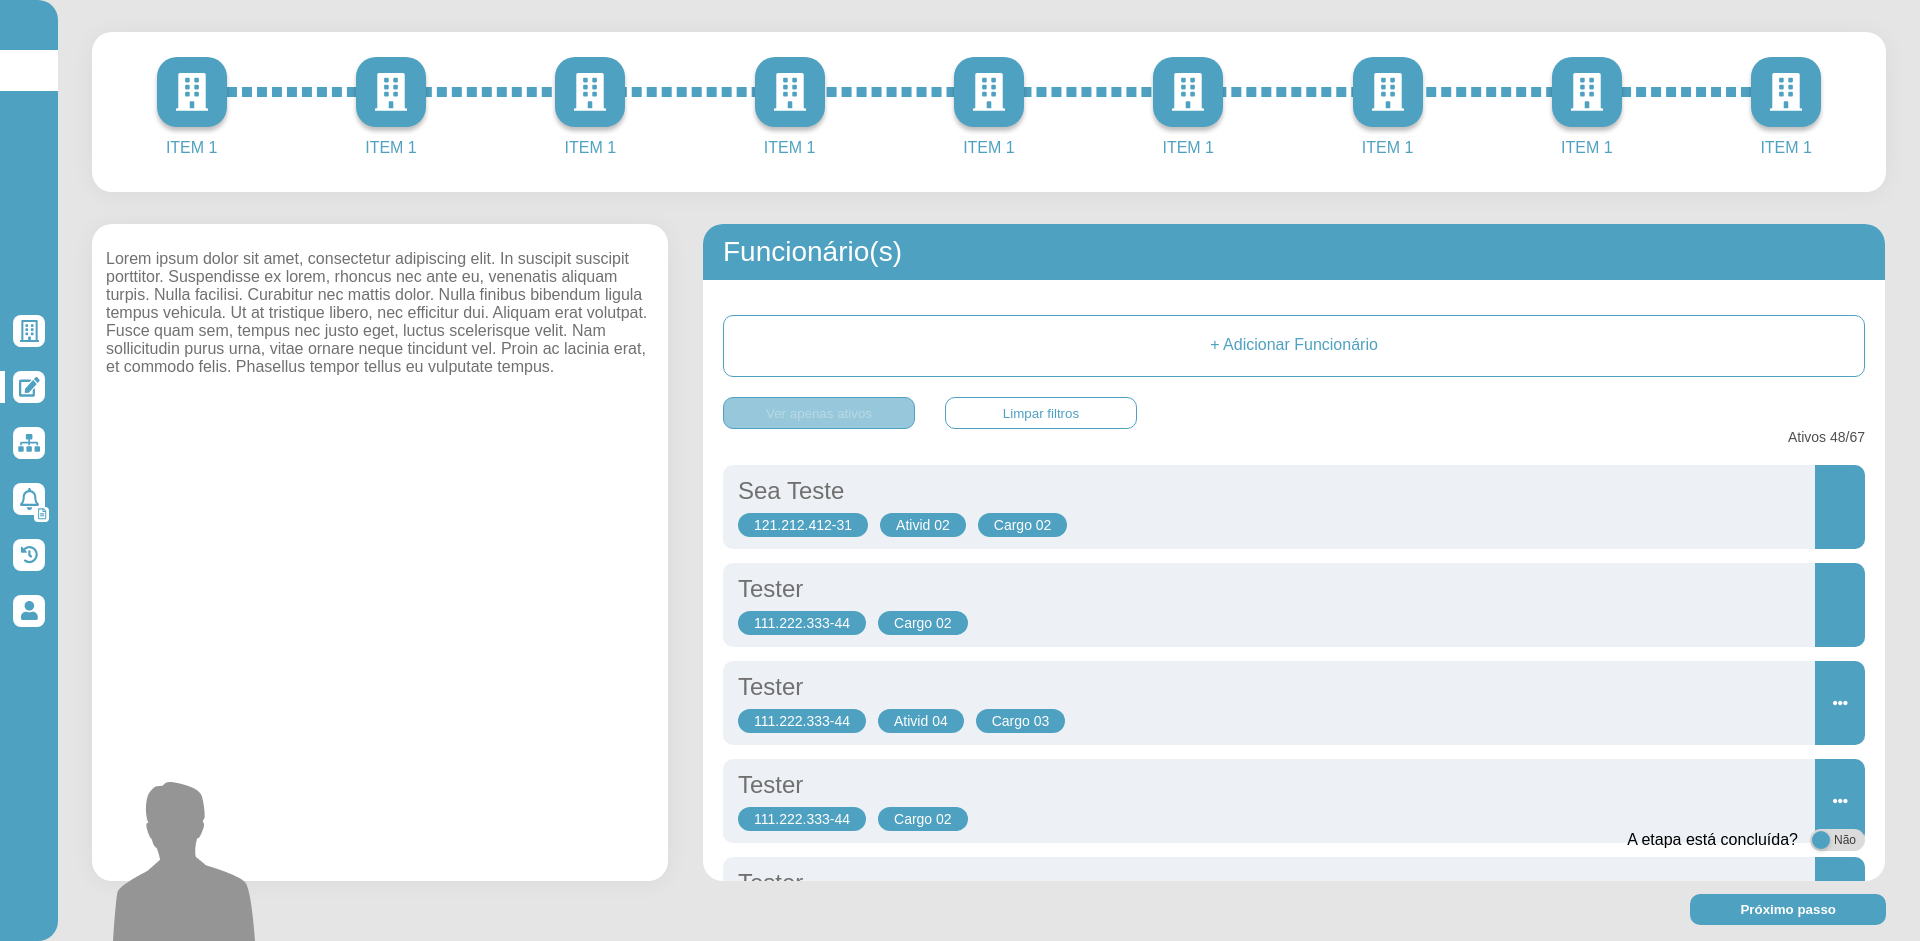 ITEM 1 ITEM 1 ITEM 1 ITEM 1 ITEM 1 ITEM 1 ITEM 1 ITEM 1 ITEM 1
Lorem ipsum dolor sit amet, consectetur adipiscing elit. In suscipit suscipit
porttitor. Suspendisse ex lorem, rhoncus nec ante eu, venenatis aliquam
turpis. Nulla facilisi. Curabitur nec mattis dolor. Nulla finibus bibendum ligula
tempus vehicula. Ut at tristique libero, nec efficitur dui. Aliquam erat volutpat.
Fusce quam sem, tempus nec justo eget, luctus scelerisque velit. Nam
sollicitudin purus urna, vitae ornare neque tincidunt vel. Proin ac lacinia erat,
et commodo felis. Phasellus tempor tellus eu vulputate tempus.
Funcionário(s)
+ Adicionar Funcionário
Ver apenas ativos Limpar filtros
Ativos 48/67
Sea Teste
121.212.412-31 Ativid 02 Cargo 02
Tester
111.222.333-44 Cargo 02
Tester
111.222.333-44 Ativid 04 Cargo 03
Tester
111.222.333-44 Cargo 02
A etapa está concluída? Não
Tester
Próximo passo